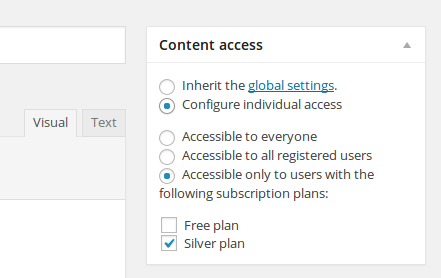 Content access
Inherit the global settings.
Configure individual access
Visual
Text
Accessible to everyone
Accessible to all registered users
Accessible only to users with the
following subscription plans:
Free plan
Silver plan